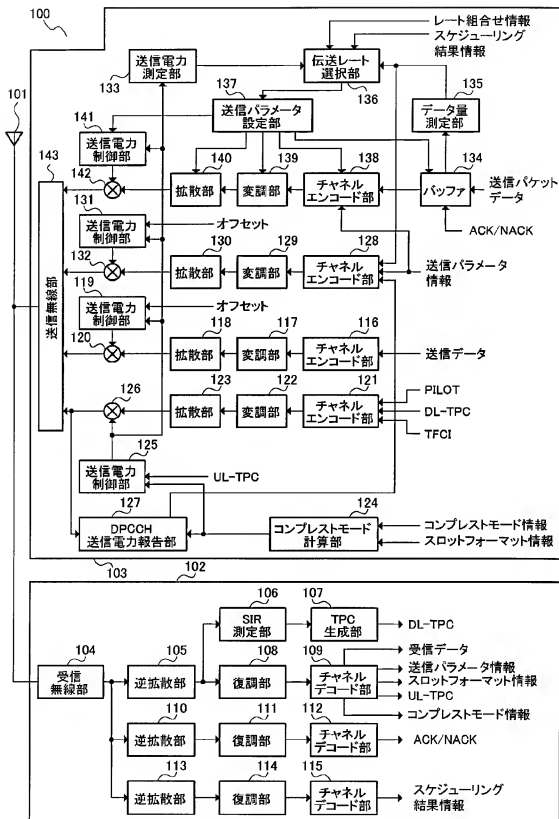 100
101
レート組合せ情報
スケジューリング
結果情報
送信電力
測定部
133
伝送レート
選択部
136
137
送信パラメータ
設定部
135
データ量
測定部
143
141
送信電力
制御部
142
140
拡散部
139
変調部
138
チャネル
エンコード部
134
バッファ
送信パケット
データ
ACK/NACK
131
送信電力
制御部
オフセット
132
130
拡散部
129
変調部
128
チャネル
エンコード部
送信パラメータ
情報
送信無線部
119
送信電力
制御部
オフセット
120
118
拡散部
117
変調部
116
チャネル
エンコード部
送信データ
126
123
拡散部
122
変調部
121
チャネル
エンコード部
PILOT
DL-TPC
TFCI
125
送信電力
制御部
UL-TPC
127
DPCCH
送信電力報告部
124
コンプレストモード
計算部
コンプレストモード情報
スロットフォーマット情報
103
102
106
SIR
測定部
107
TPC
生成部
DL-TPC
104
受信
無線部
105
逆拡散部
108
復調部
109
チャネル
デコード部
受信データ
送信パラメータ情報
スロットフォーマット情報
UL-TPC
コンプレストモード情報
110
逆拡散部
111
復調部
112
チャネル
デコード部
ACK/NACK
113
逆拡散部
114
復調部
115
チャネル
デコード部
スケジューリング
結果情報